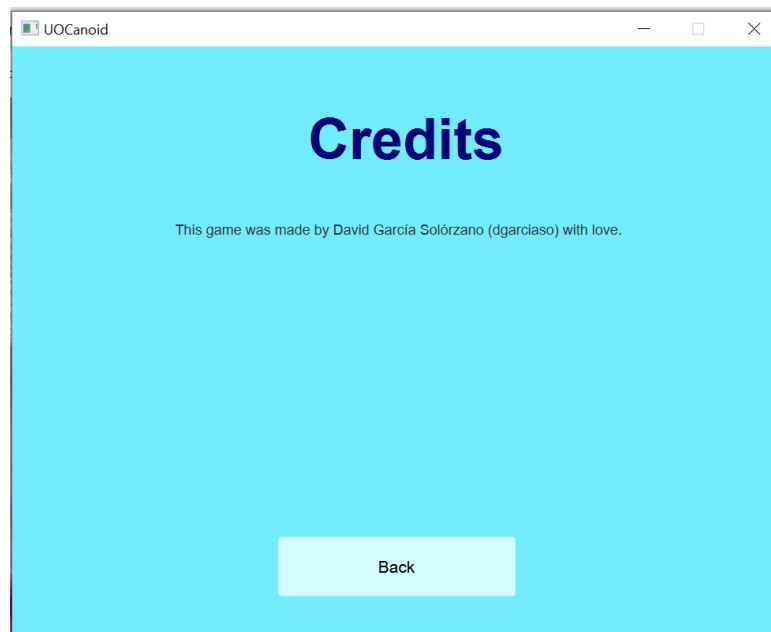 UOCanoid
Credits
This game was made by David García Solórzano (dgarciaso) with love.
Back